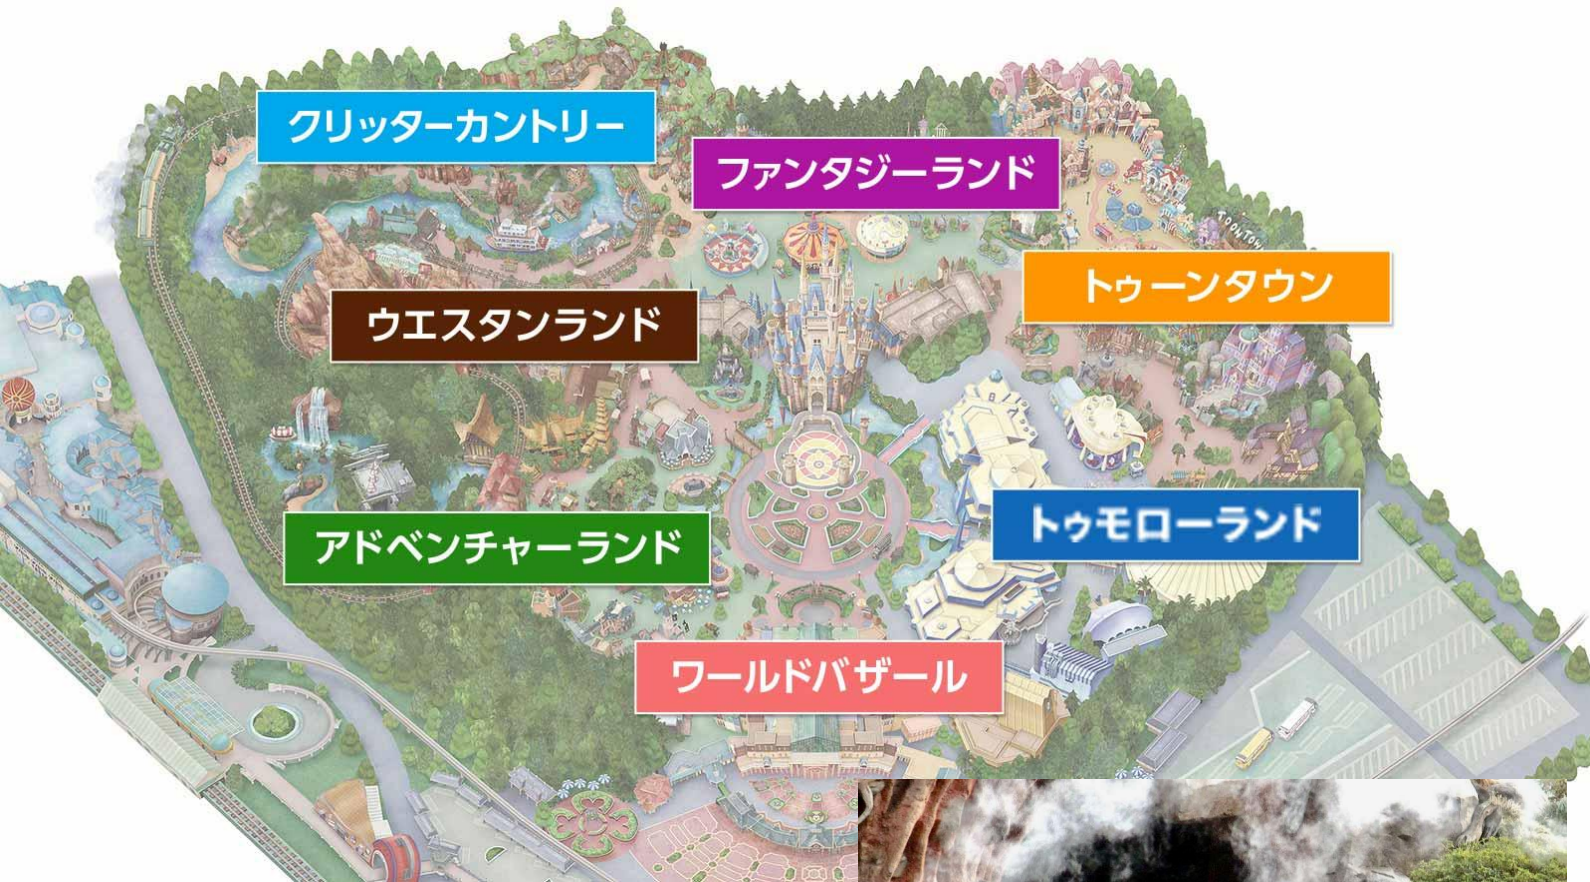 クリッターカントリー
ファンタジーランド
トゥーンタウン
ウエスタンランド
トゥモローランド
アドベンチャーランド
ワールドバザール